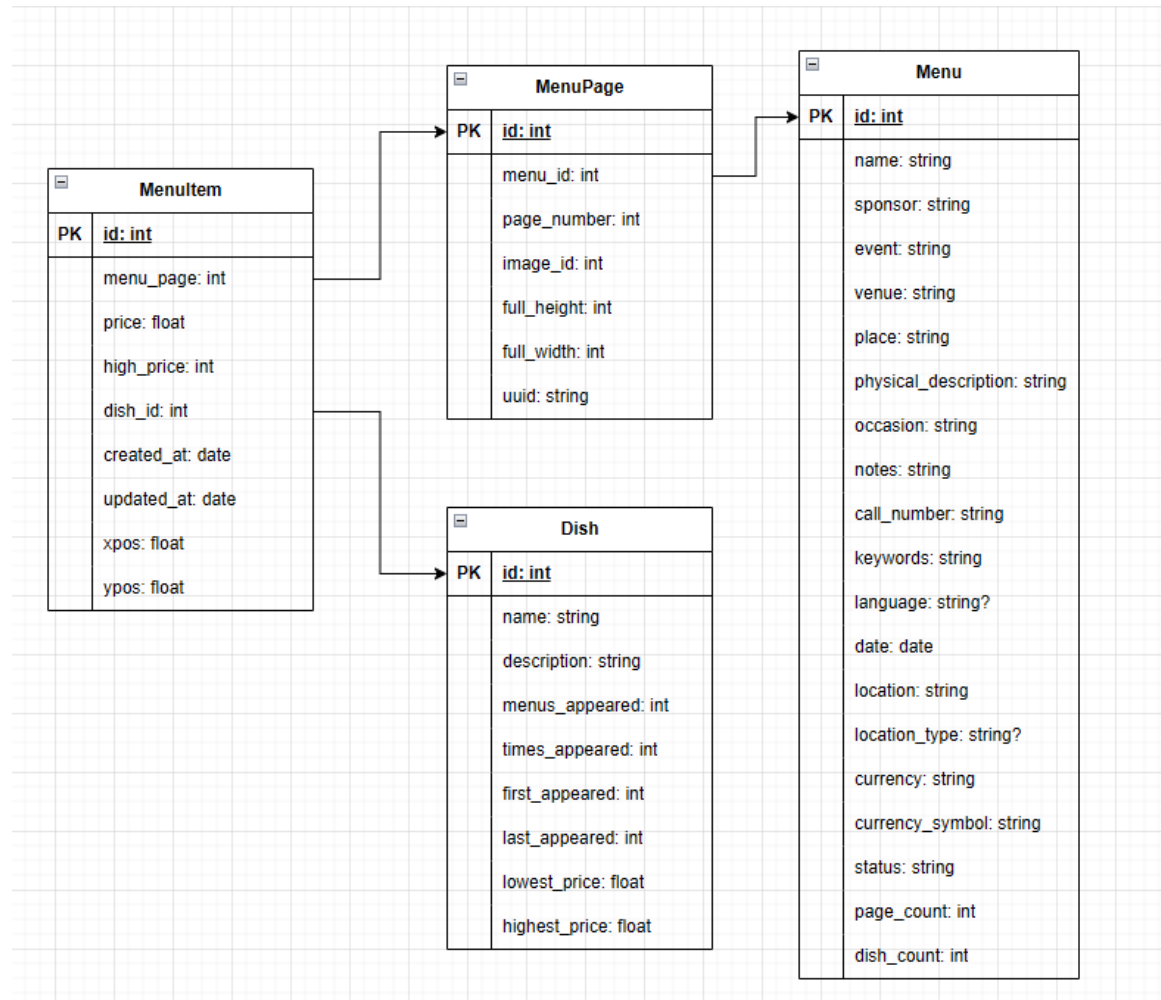 MenuItem
PK id: int
menu_page: int
price: float
high_price: int
dish_id: int
created_at: date
updated_at: date
xpos: float
ypos: float
MenuPage
PK id: int
menu_id: int
page_number: int
image_id: int
full_height: int
full_width: int
uuid: string
Dish
PK id: int
name: string
description: string
menus_appeared: int
times_appeared: int
first_appeared: int
last_appeared: int
lowest_price: float
highest_price: float
Menu
PK id: int
name: string
sponsor: string
event: string
venue: string
place: string
physical_description: string
occasion: string
notes: string
call_number: string
keywords: string
language: string?
date: date
location: string
location_type: string?
currency: string
currency_symbol: string
status: string
page_count: int
dish_count: int